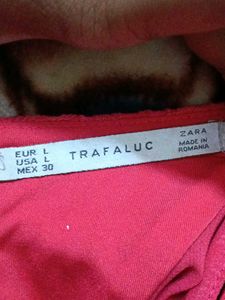 EUR L
USA L
MEX 30
TRAFALUC
ZARA
MADE IN
ROMANIA